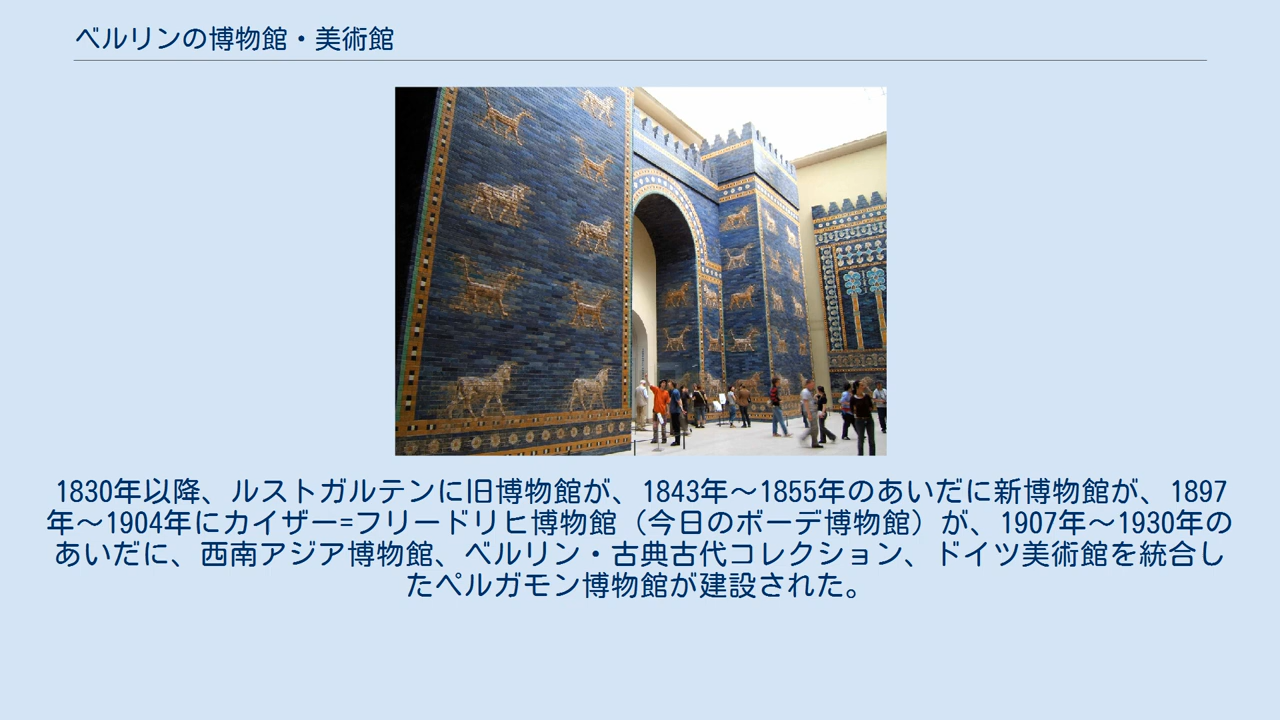 ベルリンの博物館・美術館
1830年以降、ルストガルテンに旧博物館が、1843年〜1855年のあいだに新博物館が、1897
年〜1904年にカイザー=フリードリヒ博物館（今日のボーデ博物館）が、1907年〜1930年の
あいだに、西南アジア博物館、ベルリン・古典古代コレクション、ドイツ美術館を統合し
たペルガモン博物館が建設された。